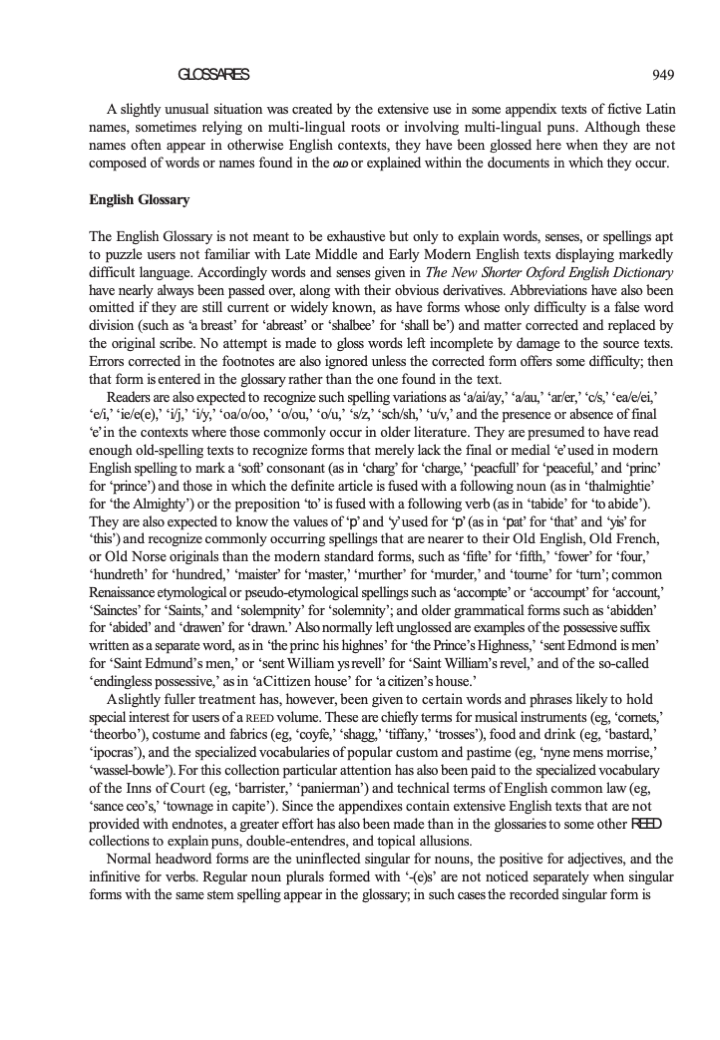 GLOSSARES 949
A slightly unusual situation was created by the extensive use in some appendix texts of fictive Latin
names, sometimes relying on multi-lingual roots or involving multi-lingual puns. Although these
names often appear in otherwise English contexts, they have been glossed here when they are not
composed of words or names found in the OLD or explained within the documents in which they occur.
English Glossary
The English Glossary is not meant to be exhaustive but only to explain words, senses, or spellings apt
to puzzle users not familiar with Late Middle and Early Modern English texts displaying markedly
difficult language. Accordingly words and senses given in The New Shorter Oxford English Dictionary
have nearly always been passed over, along with their obvious derivatives. Abbreviations have also been
omitted if they are still current or widely known, as have forms whose only difficulty is a false word
division (such as ‘a breast’ for ‘abreast’ or ‘shalbee’ for ‘shall be’) and matter corrected and replaced by
the original scribe. No attempt is made to gloss words left incomplete by damage to the source texts.
Errors corrected in the footnotes are also ignored unless the corrected form offers some difficulty; then
that form is entered in the glossary rather than the one found in the text.
Readers are also expected to recognize such spelling variations as ‘a/ai/ay,’ ‘a/au,’ ‘ar/er,’ ‘c/s,’ ‘ea/e/ei,’
‘e/i,’ ‘ie/e(e),’ ‘i/j,’ ‘i/y,’ ‘oa/o/oo,’ ‘o/ou,’ ‘o/u,’ ‘s/z,’ ‘sch/sh,’ ‘u/v,’ and the presence or absence of final
‘e’ in the contexts where those commonly occur in older literature. They are presumed to have read
enough old-spelling texts to recognize forms that merely lack the final or medial ‘e’ used in modern
English spelling to mark a ‘soft’ consonant (as in ‘charg’ for ‘charge,’ ‘peacfull’ for ‘peaceful,’ and ‘princ’
for ‘prince’) and those in which the definite article is fused with a following noun (as in ‘thalmightie’
for ‘the Almighty’) or the preposition ‘to’ is fused with a following verb (as in ‘tabide’ for ‘to abide’).
They are also expected to know the values of ‘p’ and ‘y’ used for ‘p’ (as in ‘pat’ for ‘that’ and ‘yis’ for
‘this’) and recognize commonly occurring spellings that are nearer to their Old English, Old French,
or Old Norse originals than the modern standard forms, such as ‘fifte’ for ‘fifth,’ ‘fower’ for ‘four,’
‘hundreth’ for ‘hundred,’ ‘maister’ for ‘master,’ ‘murther’ for ‘murder,’ and ‘tourne’ for ‘turn’; common
Renaissance etymological or pseudo-etymological spellings such as ‘accompte’ or ‘accoumpt’ for ‘account,’
‘Sainctes’ for ‘Saints,’ and ‘solempnity’ for ‘solemnity’; and older grammatical forms such as ‘abidden’
for ‘abided’ and ‘drawen’ for ‘drawn.’ Also normally left unglossed are examples of the possessive suffix
written as a separate word, as in ‘the princ his highnes’ for ‘the Prince’s Highness,’ ‘sent Edmond is men’
for ‘Saint Edmund’s men,’ or ‘sent William ys revell’ for ‘Saint William’s revel,’ and of the so-called
‘endingless possessive,’ as in ‘a Cittizen house’ for ‘a citizen’s house.’
A slightly fuller treatment has, however, been given to certain words and phrases likely to hold
special interest for users of a REED volume. These are chiefly terms for musical instruments (eg, ‘cornets,’
‘theorbo’), costume and fabrics (eg, ‘coyfe,’ ‘shagg,’ ‘tiffany,’ ‘trosses’), food and drink (eg, ‘bastard,’
‘ipocras’), and the specialized vocabularies of popular custom and pastime (eg, ‘nyne mens morrise,’
‘wassel-bowle’). For this collection particular attention has also been paid to the specialized vocabulary
of the Inns of Court (eg, ‘barrister,’ ‘panierman’) and technical terms of English common law (eg,
‘sance ceo’s,’ ‘townage in capite’). Since the appendixes contain extensive English texts that are not
provided with endnotes, a greater effort has also been made than in the glossaries to some other REED
collections to explain puns, double-entendres, and topical allusions.
Normal headword forms are the uninflected singular for nouns, the positive for adjectives, and the
infinitive for verbs. Regular noun plurals formed with ‘-(e)s’ are not noticed separately when singular
forms with the same stem spelling appear in the glossary; in such cases the recorded singular form is